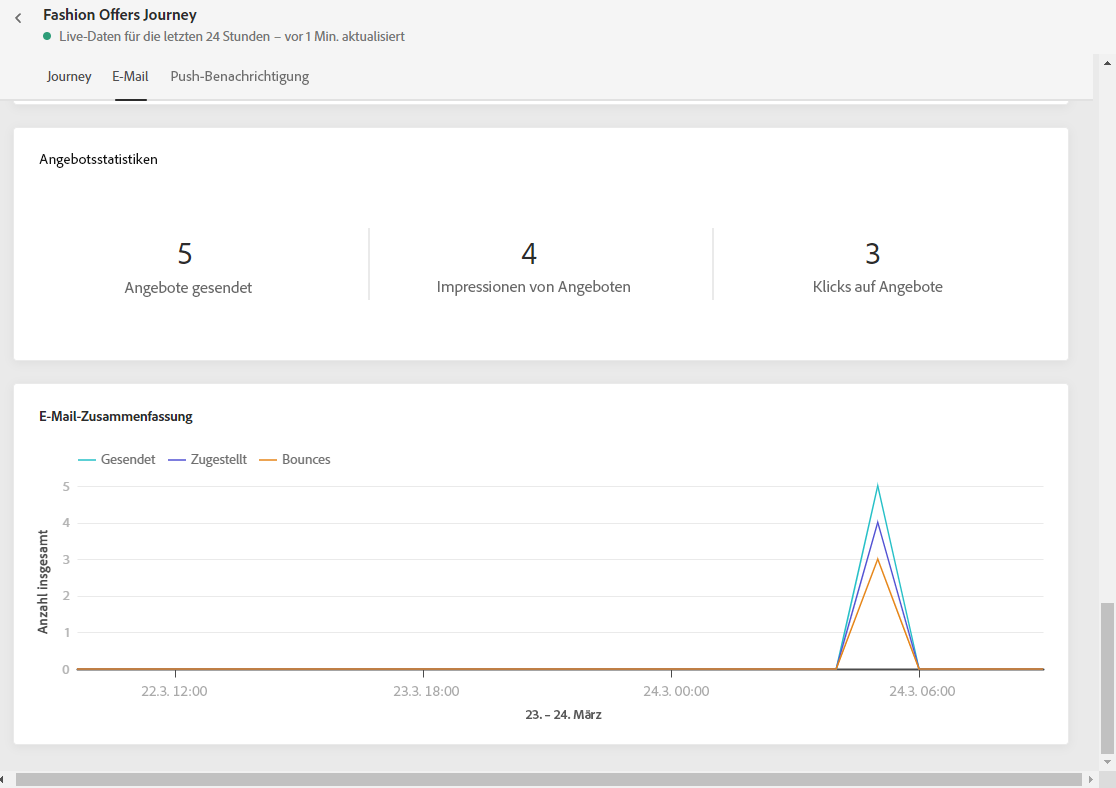 Fashion Offers Journey
Live-Daten für die letzten 24 Stunden – vor 1 Min. aktualisiert
Journey E-Mail Push-Benachrichtigung
Angebotsstatistiken
5 4 3
Angebote gesendet Impressionen von Angeboten Klicks auf Angebote
E-Mail-Zusammenfassung
Gesendet Zugestellt Bounces
5
4
3
2
1
0
Anzahl insgesamt
22.3. 12:00 23.3. 18:00 24.3. 00:00 24.3. 06:00
23. – 24. März